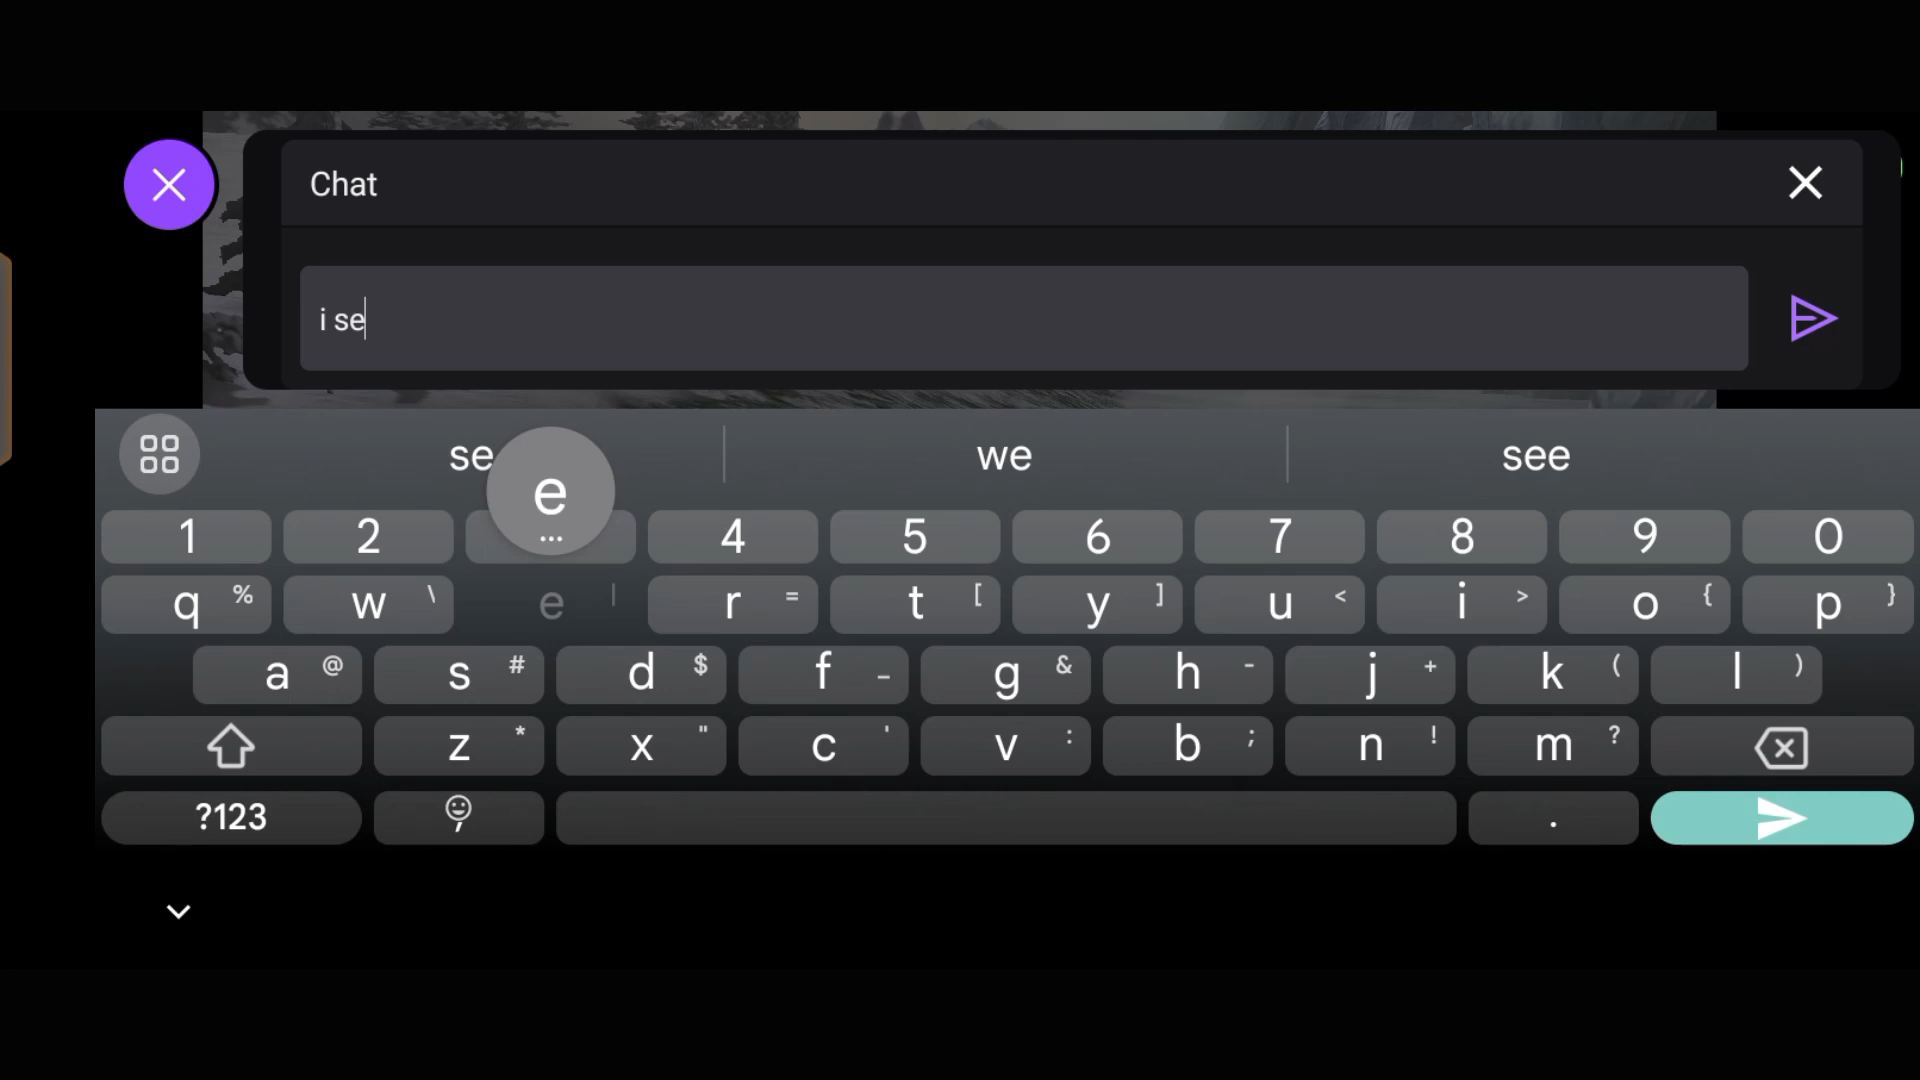 Chat
i se
se we see
e
...
1 2 4 5 6 7 8 9 0
q % w \ e | r = t [ y ] u < i > o { p }
a @ s # d $ f _ g & h - j + k ( l )
z * x " c ' v : b ; n ! m ?
?123 , .